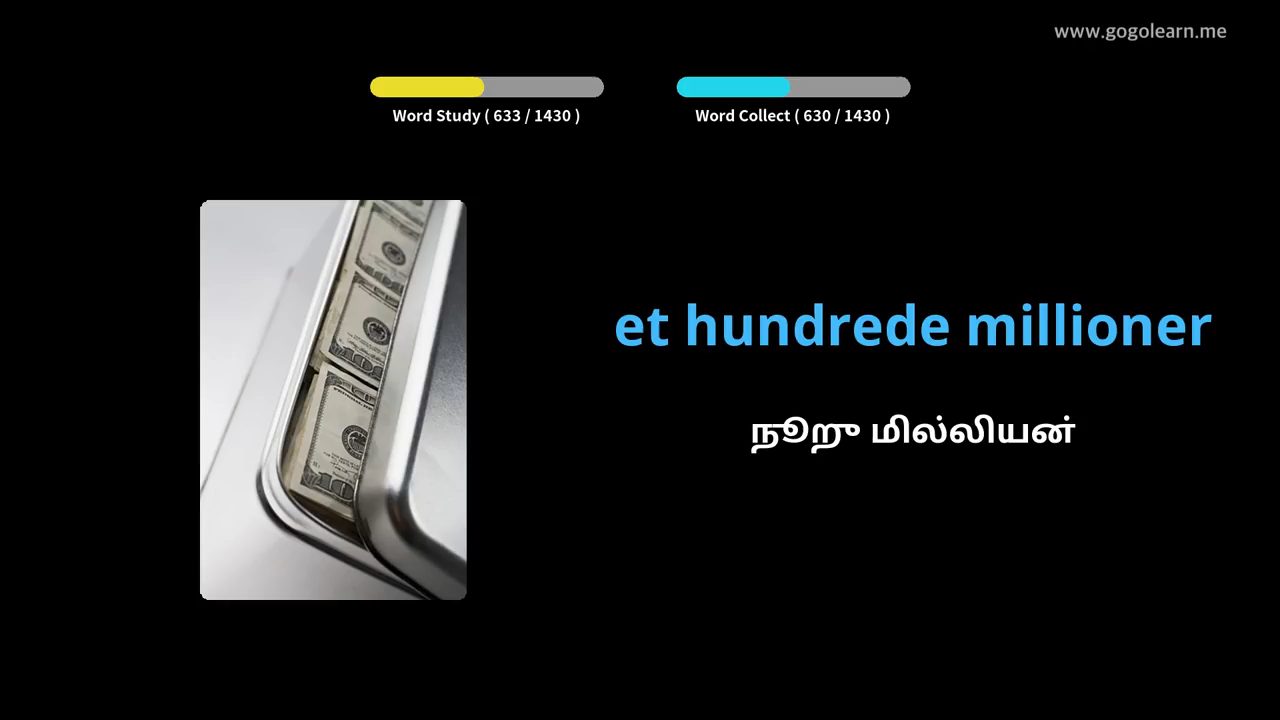 www.gogolearn.me
Word Study ( 633 / 1430 )
Word Collect ( 630 / 1430 )
et hundrede millioner
நூறு மில்லியன்